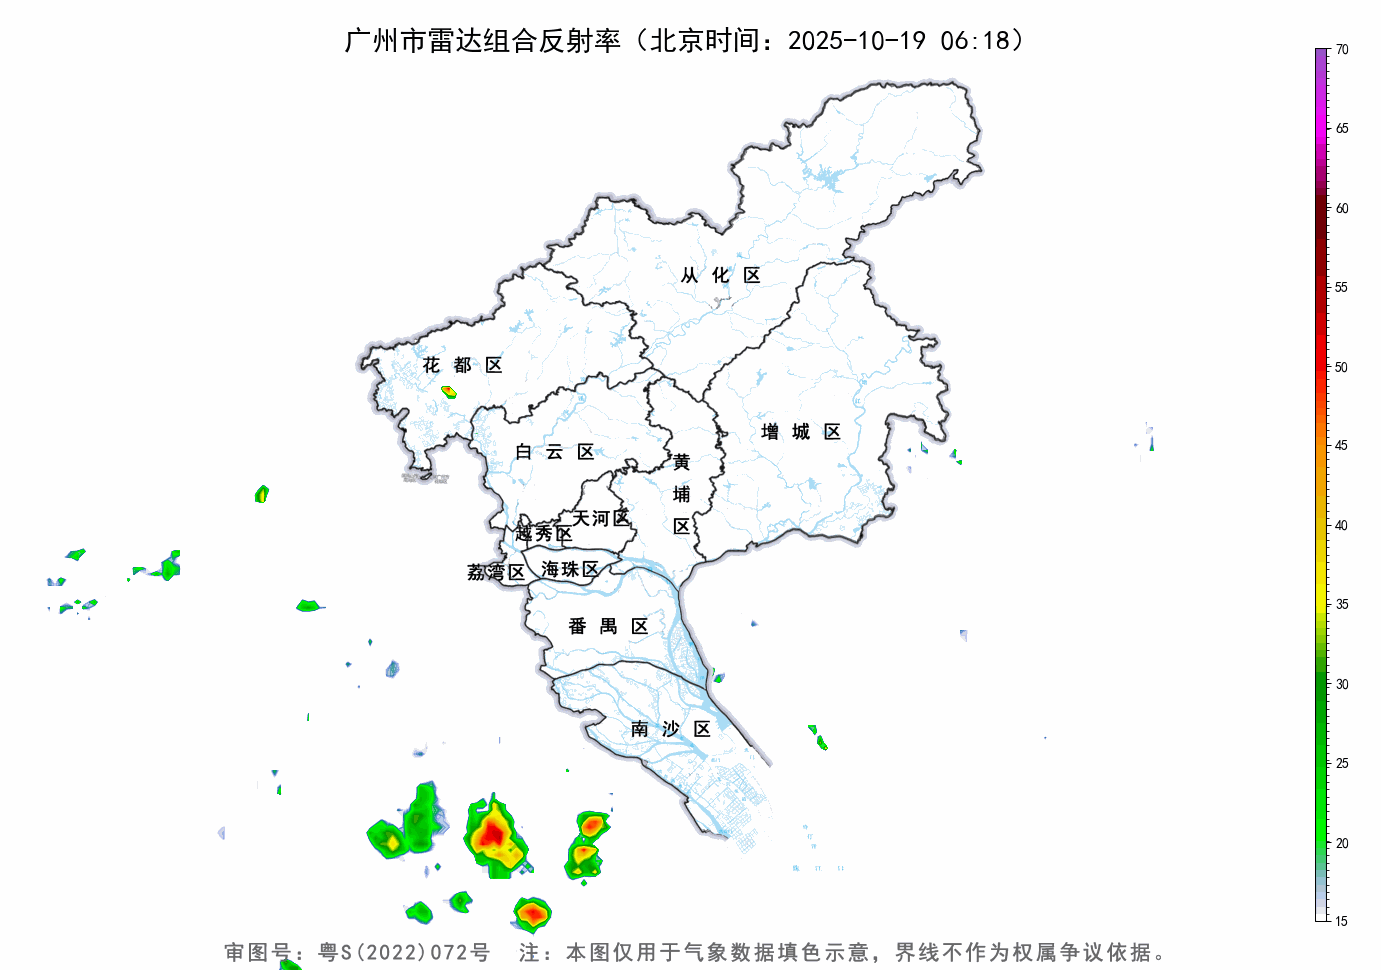 广州市雷达组合反射率（北京时间：2025-10-19 06:18）
70
65
60
55
50
45
40
35
30
25
20
15
从化区
花都区
增城区
白云区
黄埔区
天河区
越秀区
荔湾区
海珠区
番禺区
南沙区
审图号：粤S(2022)072号 注：本图仅用于气象数据填色示意，界线不作为权属争议依据。